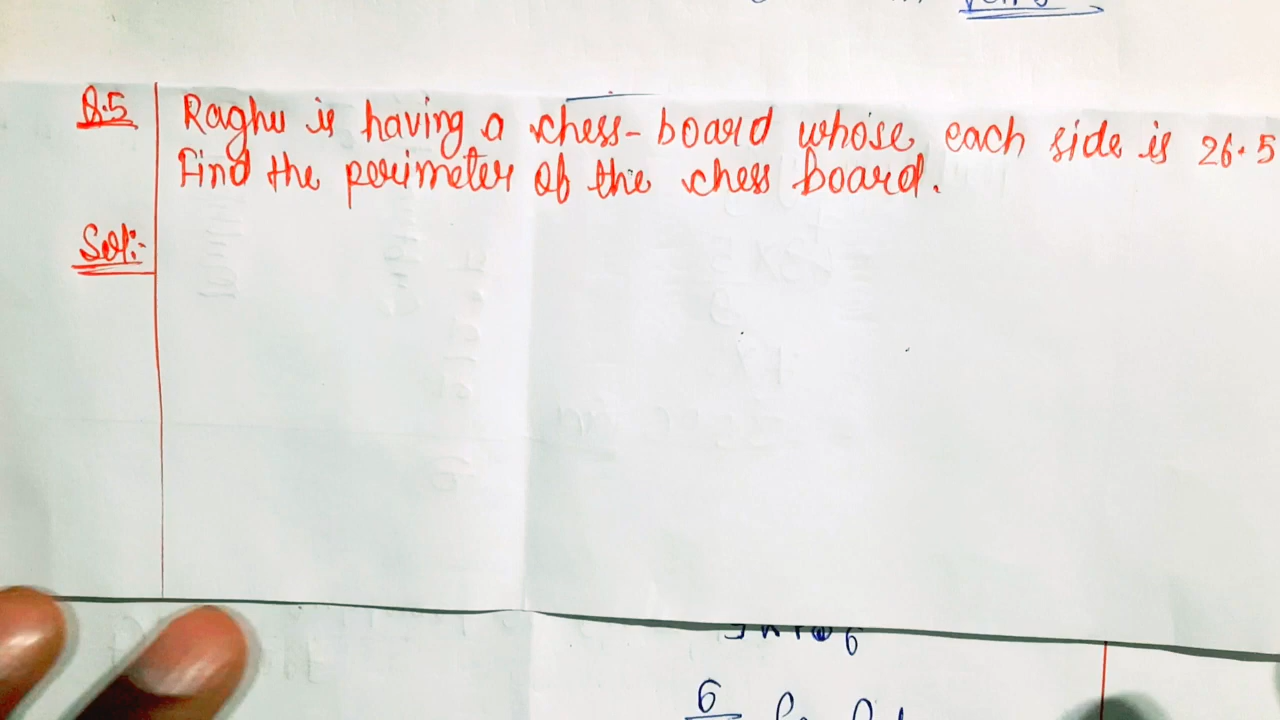 Q.5 Raghu is having a chess-board whose each side is 26.5
Find the perimeter of the chess board.
Sol:-
6